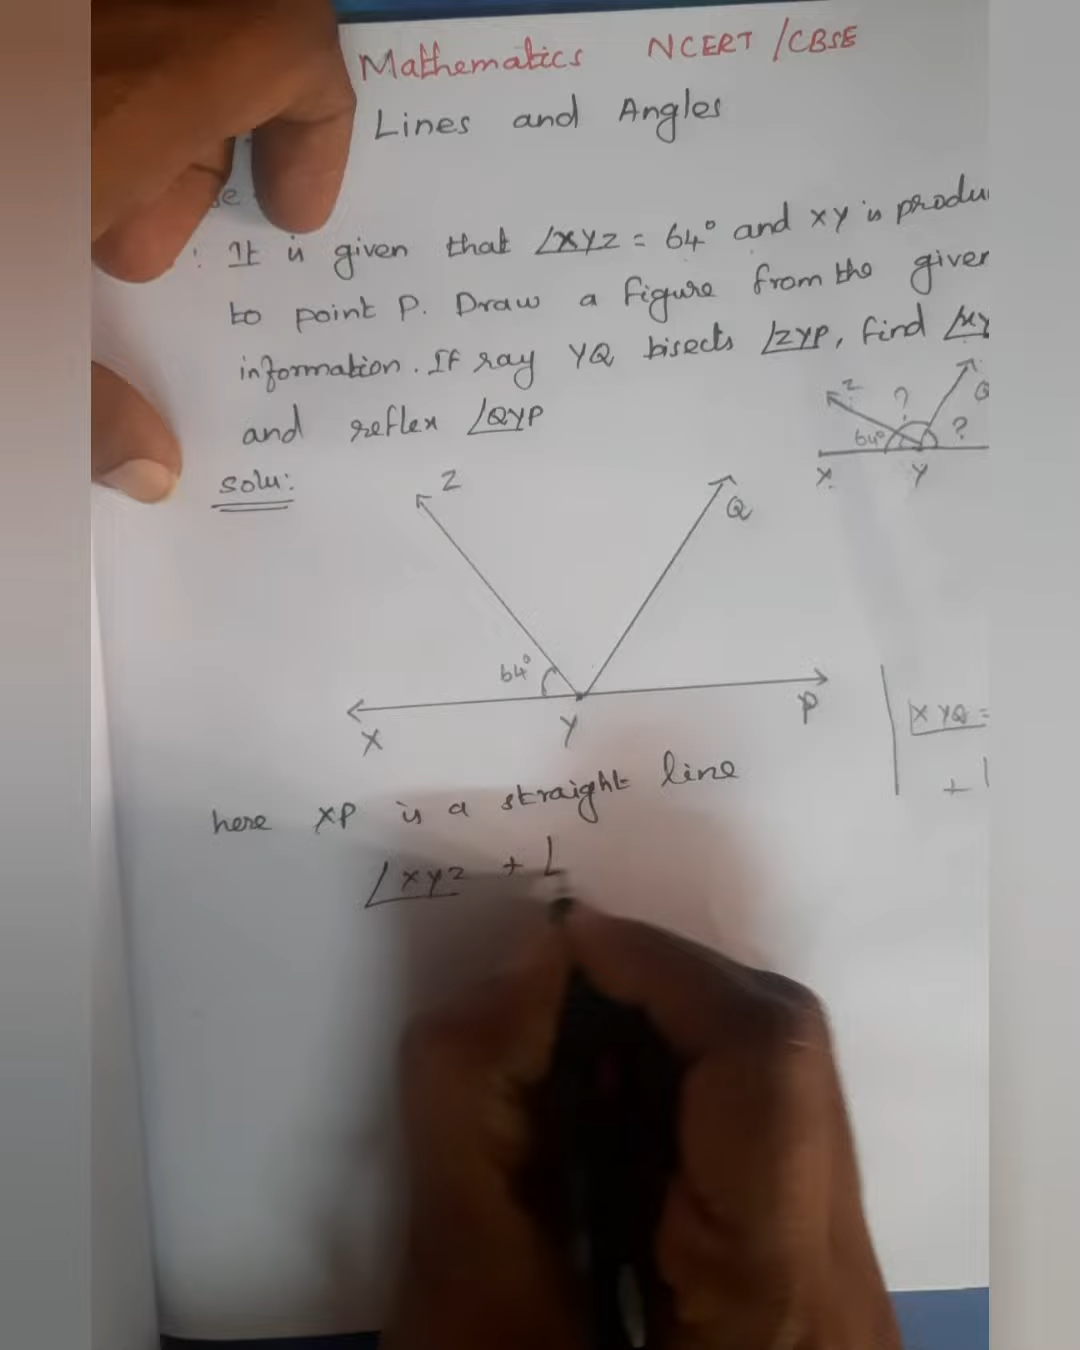 Mathematics NCERT / CBSE
Lines and Angles
: It is given that ∠XYZ = 64° and XY is produ
to point P. Draw a figure from the given
information. If ray YQ bisects ∠ZYP, find ∠XY
and reflex ∠QYP
Z Q
? ?
64°
X Y
Solu:
Z Q
64°
X Y P
∠XYQ =
+
here XP is a straight line
∠XYZ + ∠